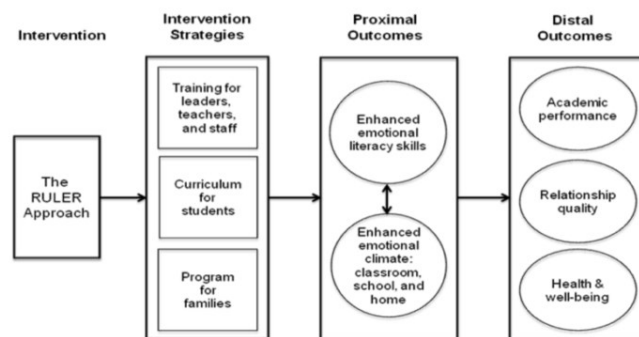 Intervention
Intervention
Strategies
Proximal
Outcomes
Distal
Outcomes
The
RULER
Approach
Training for
leaders,
teachers,
and staff
Curriculum
for
students
Program
for
families
Enhanced
emotional
literacy skills
Enhanced
emotional
climate:
classroom,
school, and
home
Academic
performance
Relationship
quality
Health &
well-being